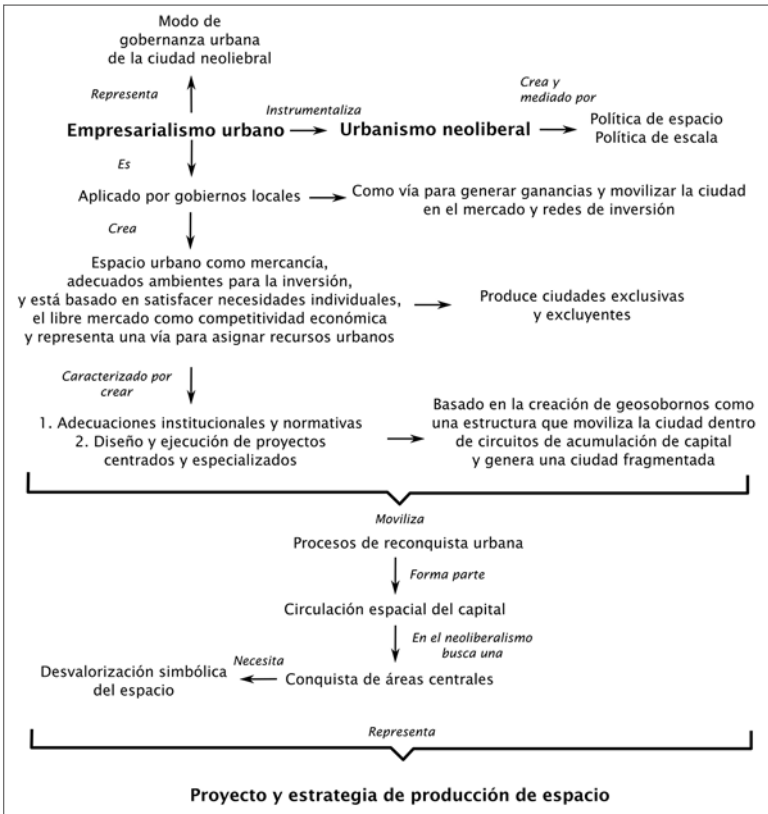 Modo de
gobernanza urbana
de la ciudad neoliebral
Representa
Instrumentaliza
Crea y
mediado por
Empresarialismo urbano
Urbanismo neoliberal
Política de espacio
Política de escala
Es
Aplicado por gobiernos locales
Como vía para generar ganancias y movilizar la ciudad
en el mercado y redes de inversión
Crea
Espacio urbano como mercancía,
adecuados ambientes para la inversión,
y está basado en satisfacer necesidades individuales,
el libre mercado como competitividad económica
y representa una vía para asignar recursos urbanos
Produce ciudades exclusivas
y excluyentes
Caracterizado por
crear
1. Adecuaciones institucionales y normativas
2. Diseño y ejecución de proyectos
centrados y especializados
Basado en la creación de geosobornos como
una estructura que moviliza la ciudad dentro
de circuitos de acumulación de capital
y genera una ciudad fragmentada
Moviliza
Procesos de reconquista urbana
Forma parte
Circulación espacial del capital
En el neoliberalismo
busca una
Necesita
Desvalorización simbólica
del espacio
Conquista de áreas centrales
Representa
Proyecto y estrategia de producción de espacio